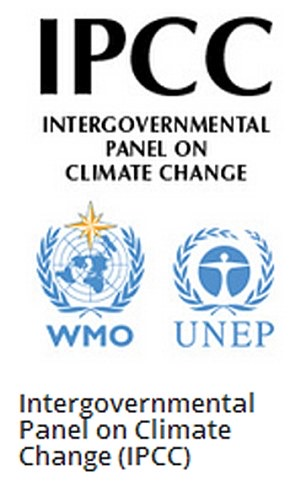 IPCC
INTERGOVERNMENTAL
PANEL ON
CLIMATE CHANGE
WMO
UNEP
Intergovernmental
Panel on Climate
Change (IPCC)